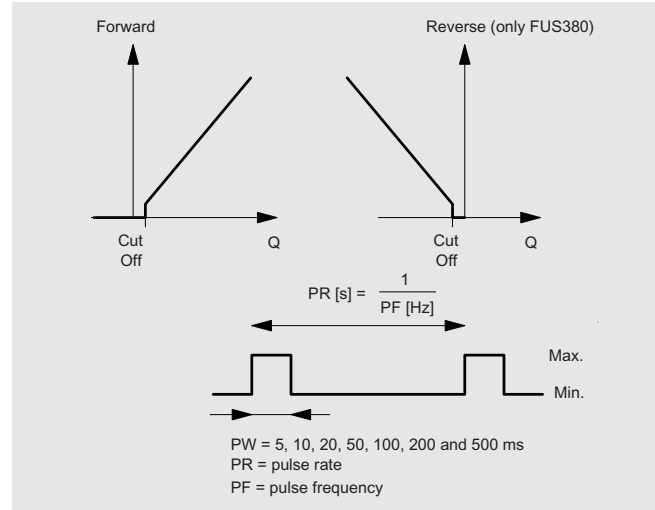 Forward
Reverse (only FUS380)
Cut
Off
Q
Cut
Off
Q
PR [s] = 1 / PF [Hz]
Max.
Min.
PW = 5, 10, 20, 50, 100, 200 and 500 ms
PR = pulse rate
PF = pulse frequency